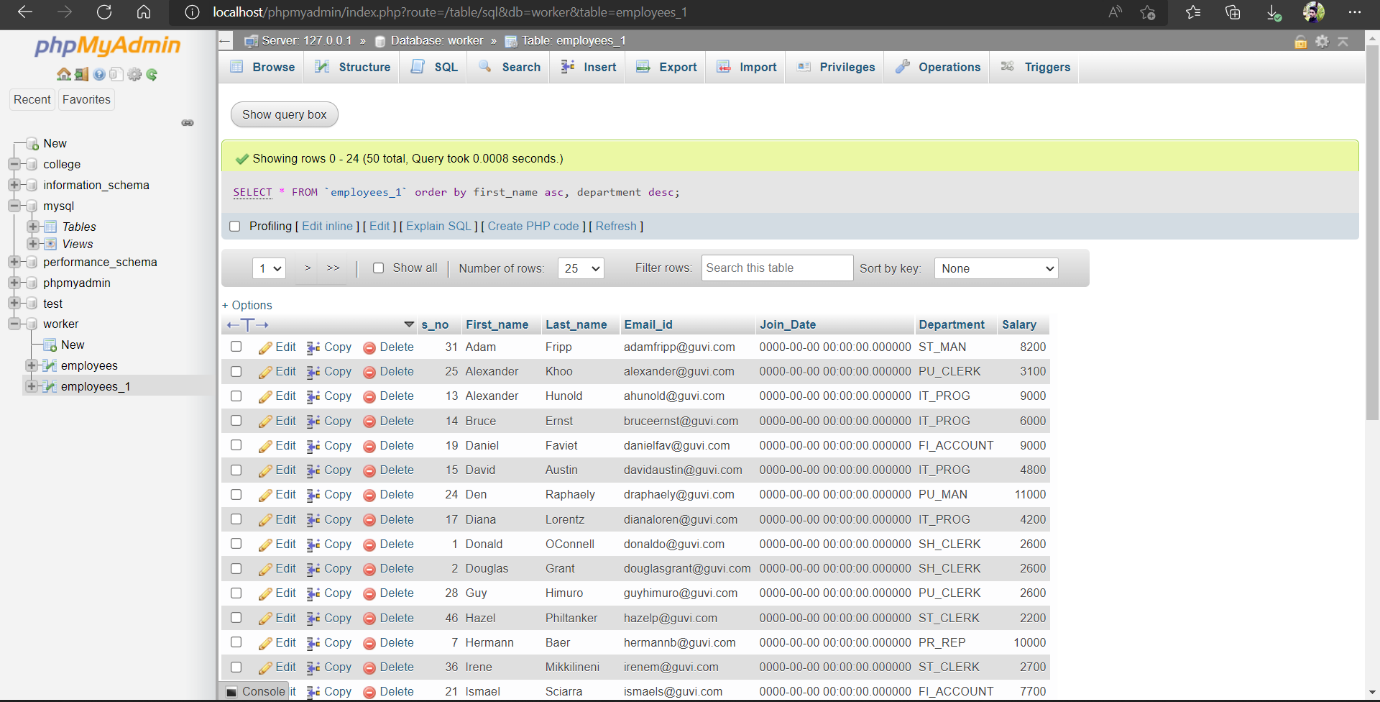 localhost/phpmyadmin/index.php?route=/table/sql&db=worker&table=employees_1
phpMyAdmin
Recent Favorites
New
college
information_schema
mysql
Tables
Views
performance_schema
phpmyadmin
test
worker
New
employees
employees_1
Server: 127.0.0.1 » Database: worker » Table: employees_1
Browse Structure SQL Search Insert Export Import Privileges Operations Triggers
Show query box
Showing rows 0 - 24 (50 total, Query took 0.0008 seconds.)
SELECT * FROM `employees_1` order by first_name asc, department desc;
Profiling [ Edit inline ] [ Edit ] [ Explain SQL ] [ Create PHP code ] [ Refresh ]
1 > >> Show all Number of rows: 25 Filter rows: Search this table Sort by key: None
+ Options
←T→ s_no First_name Last_name Email_id Join_Date Department Salary
Edit Copy Delete 31 Adam Fripp adamfripp@guvi.com 0000-00-00 00:00:00.000000 ST_MAN 8200
Edit Copy Delete 25 Alexander Khoo alexander@guvi.com 0000-00-00 00:00:00.000000 PU_CLERK 3100
Edit Copy Delete 13 Alexander Hunold ahunold@guvi.com 0000-00-00 00:00:00.000000 IT_PROG 9000
Edit Copy Delete 14 Bruce Ernst bruceernst@guvi.com 0000-00-00 00:00:00.000000 IT_PROG 6000
Edit Copy Delete 19 Daniel Faviet danielfav@guvi.com 0000-00-00 00:00:00.000000 FI_ACCOUNT 9000
Edit Copy Delete 15 David Austin davidaustin@guvi.com 0000-00-00 00:00:00.000000 IT_PROG 4800
Edit Copy Delete 24 Den Raphaely draphaely@guvi.com 0000-00-00 00:00:00.000000 PU_MAN 11000
Edit Copy Delete 17 Diana Lorentz dianaloren@guvi.com 0000-00-00 00:00:00.000000 IT_PROG 4200
Edit Copy Delete 1 Donald OConnell donaldo@guvi.com 0000-00-00 00:00:00.000000 SH_CLERK 2600
Edit Copy Delete 2 Douglas Grant douglasgrant@guvi.com 0000-00-00 00:00:00.000000 SH_CLERK 2600
Edit Copy Delete 28 Guy Himuro guyhimuro@guvi.com 0000-00-00 00:00:00.000000 PU_CLERK 2600
Edit Copy Delete 46 Hazel Philtanker hazelp@guvi.com 0000-00-00 00:00:00.000000 ST_CLERK 2200
Edit Copy Delete 7 Hermann Baer hermannb@guvi.com 0000-00-00 00:00:00.000000 PR_REP 10000
Edit Copy Delete 36 Irene Mikkilineni irenem@guvi.com 0000-00-00 00:00:00.000000 ST_CLERK 2700
Console it Copy Delete 21 Ismael Sciarra ismaels@guvi.com 0000-00-00 00:00:00.000000 FI_ACCOUNT 7700